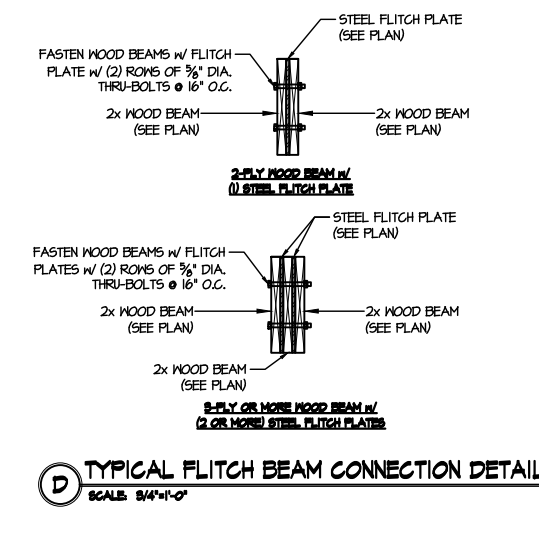 STEEL FLITCH PLATE
(SEE PLAN)
FASTEN WOOD BEAMS W/ FLITCH
PLATE W/ (2) ROWS OF 5/8" DIA.
THRU-BOLTS @ 16" O.C.
2x WOOD BEAM
(SEE PLAN)
2x WOOD BEAM
(SEE PLAN)
2-PLY WOOD BEAM W/
(1) STEEL FLITCH PLATE
STEEL FLITCH PLATE
(SEE PLAN)
FASTEN WOOD BEAMS W/ FLITCH
PLATES W/ (2) ROWS OF 5/8" DIA.
THRU-BOLTS @ 16" O.C.
2x WOOD BEAM
(SEE PLAN)
2x WOOD BEAM
(SEE PLAN)
2x WOOD BEAM
(SEE PLAN)
3-PLY OR MORE WOOD BEAM W/
(2 OR MORE) STEEL FLITCH PLATES
D
TYPICAL FLITCH BEAM CONNECTION DETAIL
SCALE: 3/4"=1'-0"